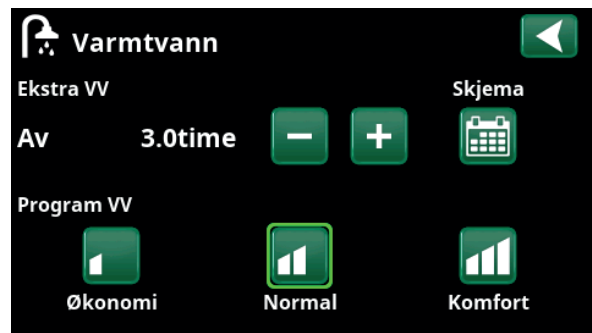 Varmtvann
Ekstra VV
Skjema
Av 3.0time
Program VV
Økonomi Normal Komfort